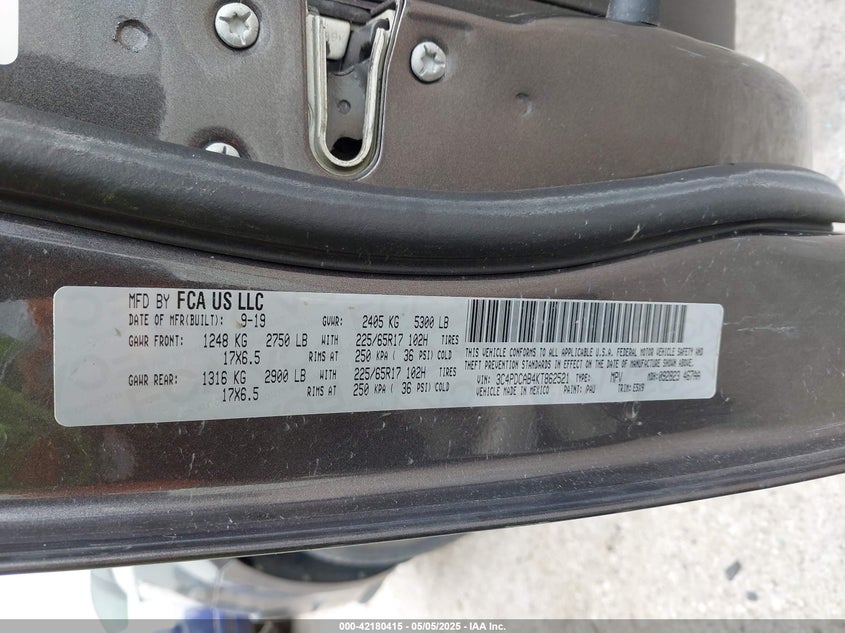 MFD BY FCA US LLC
DATE OF MFR(BUILT): 9-19 GVWR: 2405 KG 5300 LB
GAWR FRONT: 1248 KG 2750 LB WITH 225/65R17 102H TIRES
17X6.5 RIMS AT 250 KPA ( 36 PSI) COLD
GAWR REAR: 1316 KG 2900 LB WITH 225/65R17 102H TIRES
17X6.5 RIMS AT 250 KPA ( 36 PSI) COLD
THIS VEHICLE CONFORMS TO ALL APPLICABLE U.S.A. FEDERAL MOTOR VEHICLE SAFETY AND
THEFT PREVENTION STANDARDS IN EFFECT ON THE DATE OF MANUFACTURE SHOWN ABOVE.
VIN: 3C4PDCAB4KT862521 TYPE: MPV MDH: 092823 467AA
VEHICLE MADE IN MEXICO PAINT: PAU TRIM: E5X9
000-42180415 - 05/05/2025 - IAA Inc.